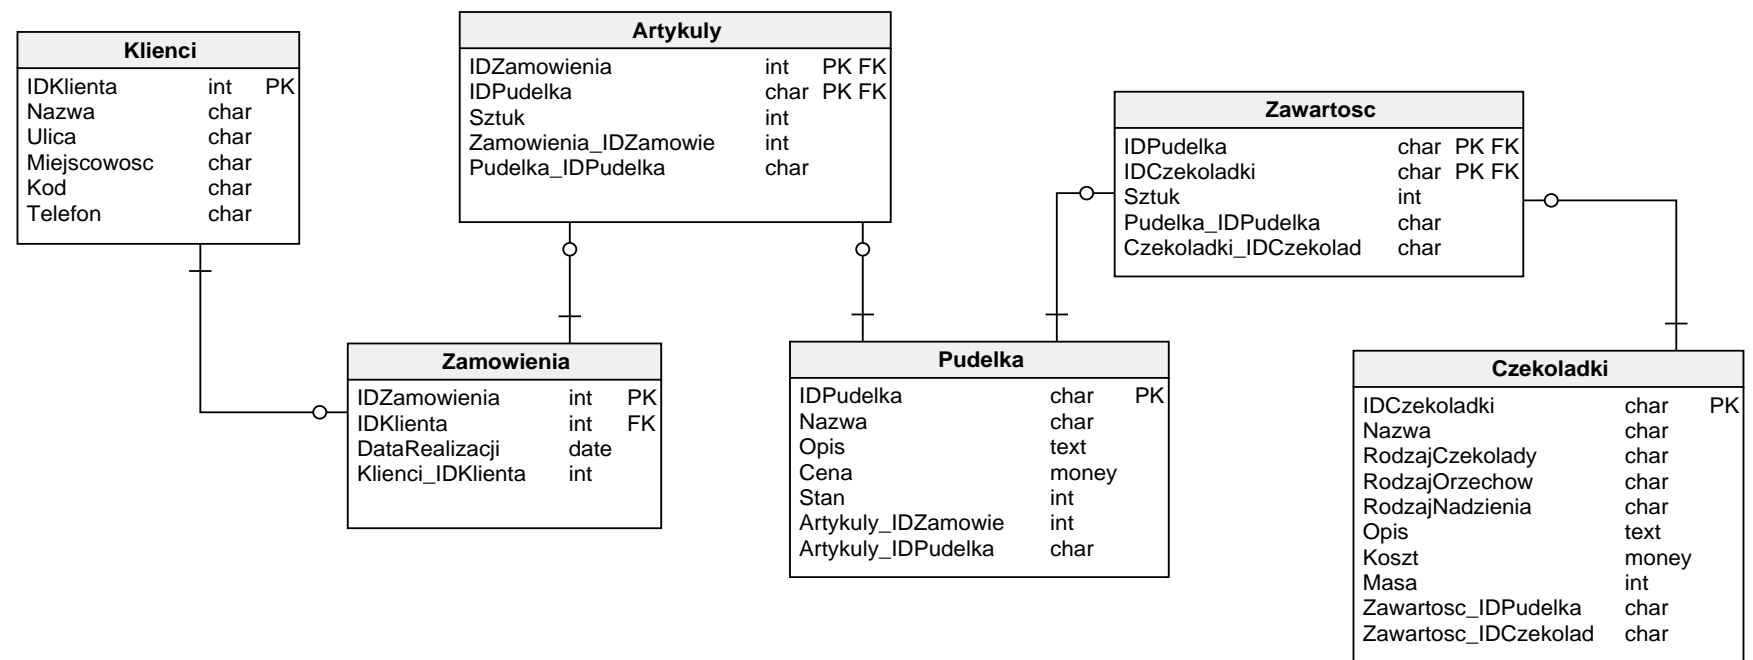 Klienci
IDKlienta int PK
Nazwa char
Ulica char
Miejscowosc char
Kod char
Telefon char
Artykuly
IDZamowienia int PK FK
IDPudelka char PK FK
Sztuk int
Zamowienia_IDZamowie int
Pudelka_IDPudelka char
Zawartosc
IDPudelka char PK FK
IDCzekoladki char PK FK
Sztuk int
Pudelka_IDPudelka char
Czekoladki_IDCzekolad char
Zamowienia
IDZamowienia int PK
IDKlienta int FK
DataRealizacji date
Klienci_IDKlienta int
Pudelka
IDPudelka char PK
Nazwa char
Opis text
Cena money
Stan int
Artykuly_IDZamowie int
Artykuly_IDPudelka char
Czekoladki
IDCzekoladki char PK
Nazwa char
RodzajCzekolady char
RodzajOrzechow char
RodzajNadzienia char
Opis text
Koszt money
Masa int
Zawartosc_IDPudelka char
Zawartosc_IDCzekolad char